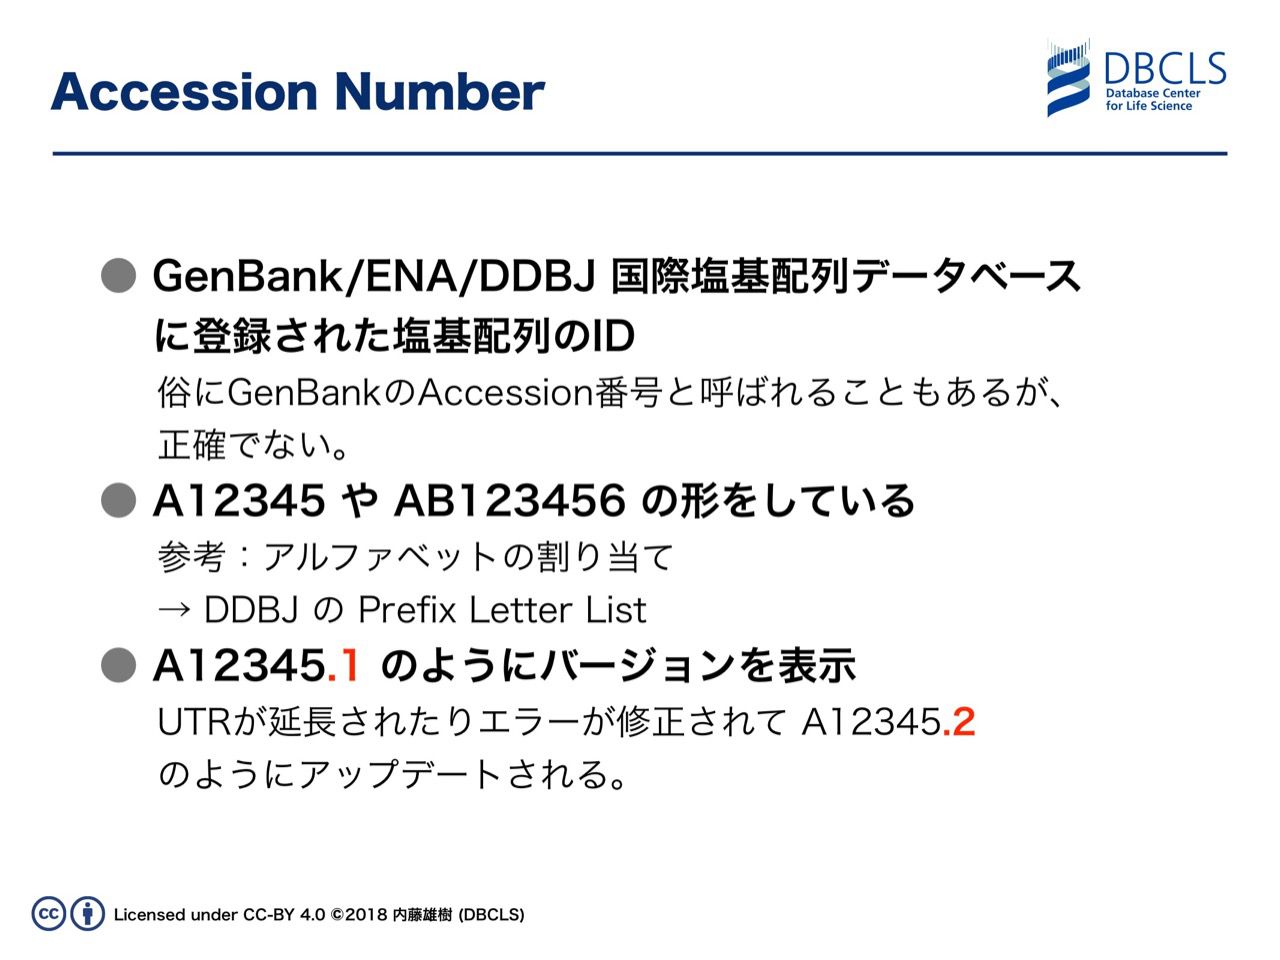 Accession Number
DBCLS
Database Center
for Life Science
● GenBank/ENA/DDBJ 国際塩基配列データベース
に登録された塩基配列のID
俗にGenBankのAccession番号と呼ばれることもあるが、
正確でない。
● A12345 や AB123456 の形をしている
参考：アルファベットの割り当て
→ DDBJ の Prefix Letter List
● A12345.1 のようにバージョンを表示
UTRが延長されたりエラーが修正されて A12345.2
のようにアップデートされる。
cc Licensed under CC-BY 4.0 ©2018 内藤雄樹 (DBCLS)